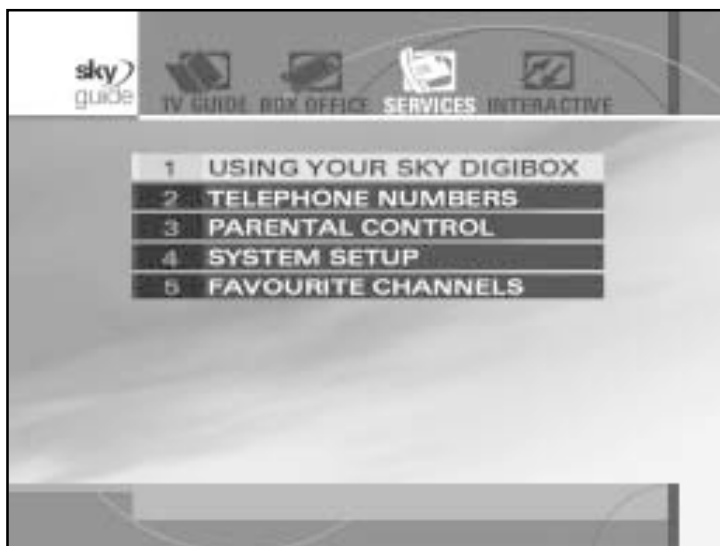 sky
guide
TV GUIDE BOX OFFICE SERVICES INTERACTIVE
1 USING YOUR SKY DIGIBOX
2 TELEPHONE NUMBERS
3 PARENTAL CONTROL
4 SYSTEM SETUP
5 FAVOURITE CHANNELS